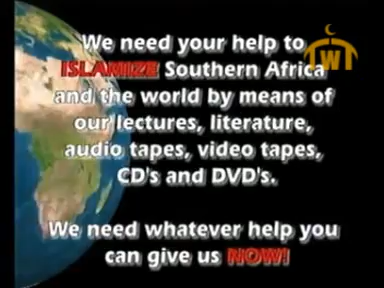 We need your help to
ISLAMIZE Southern Africa
and the world by means of
our lectures, literature,
audio tapes, video tapes,
CD's and DVD's.
We need whatever help you
can give us NOW!